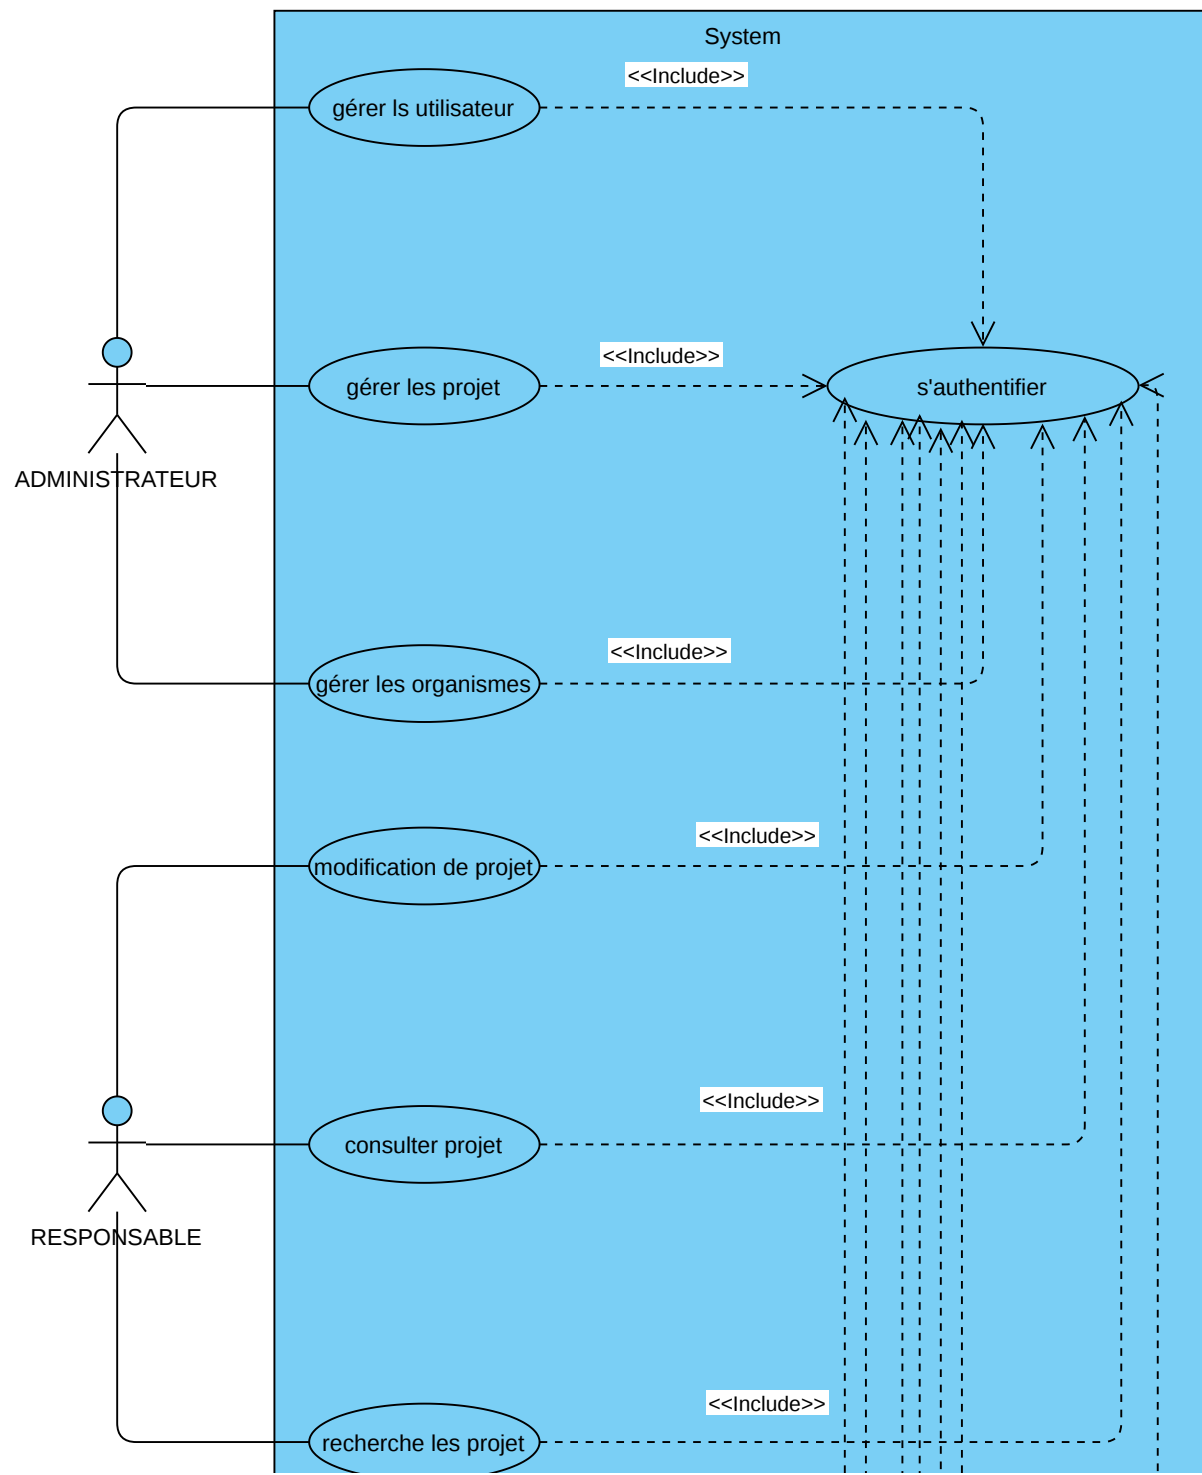 System
<<Include>>
gérer ls utilisateur
<<Include>>
gérer les projet
s'authentifier
ADMINISTRATEUR
<<Include>>
gérer les organismes
<<Include>>
modification de projet
<<Include>>
consulter projet
RESPONSABLE
<<Include>>
recherche les projet